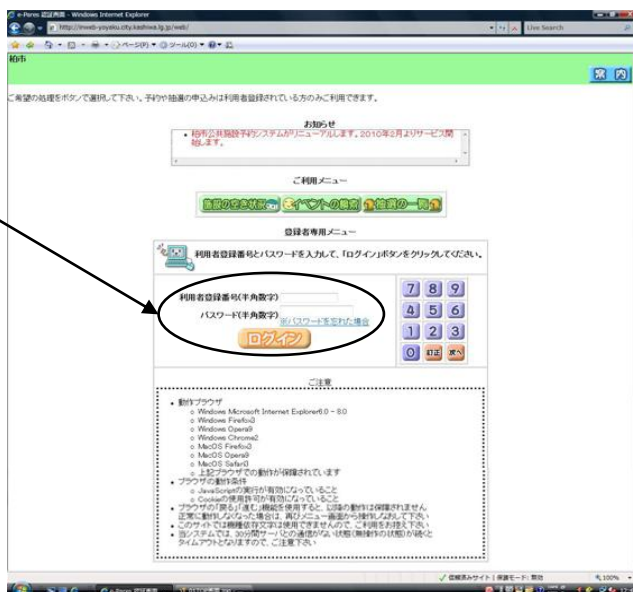 e-Pares 認証画面 - Windows Internet Explorer
http://inweb-yoyaku.city.kashiwa.lg.jp/web/
Live Search
ページ(P) ツール(O)
柏市
案 内
ご希望の処理をボタンで選択して下さい。予約や抽選の申込みは利用者登録されている方のみご利用できます。
お知らせ
• 柏市公共施設予約システムがリニューアルします。2010年2月よりサービス開
始します。
ご利用メニュー
施設の空き状況 イベントの検索 抽選の一覧
登録者専用メニュー
利用者登録番号とパスワードを入力して、「ログイン」ボタンをクリックしてください。
利用者登録番号(半角数字)
パスワード(半角数字)
※パスワードを忘れた場合
ログイン
7 8 9
4 5 6
1 2 3
0 訂正 次へ
ご注意
• 動作ブラウザ
○ Windows Microsoft Internet Explorer6.0 - 8.0
○ Windows Firefox3
○ Windows Opera9
○ Windows Chrome2
○ MacOS Firefox3
○ MacOS Opera9
○ MacOS Safari3
○ 上記ブラウザでの動作が保障されています
• ブラウザの動作条件
○ JavaScriptの実行が有効になっていること
○ Cookieの使用許可が有効になっていること
• ブラウザの「戻る」「進む」機能を使用すると、以降の動作は保障されません
正常に動作しなくなった場合は、再びメニュー画面から操作しなおして下さい
• このサイトでは機種依存文字は使用できませんので、ご利用をお控え下さい
• 当システムでは、30分間サーバとの通信がない状態(無操作の状態)が続くと
タイムアウトとなりますので、ご注意下さい
信頼済みサイト | 保護モード: 無効
100%